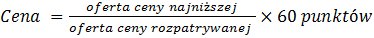 Cena = oferta ceny najniższej / oferta ceny rozpatrywanej × 60 punktów